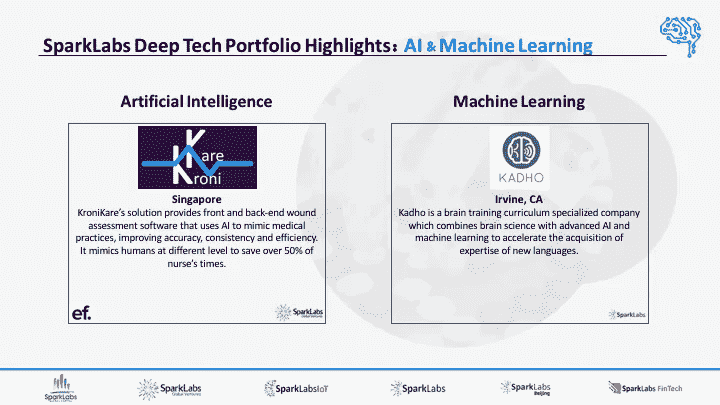 SparkLabs Deep Tech Portfolio Highlights: AI & Machine Learning
Artificial Intelligence
Machine Learning
Kare
Kroni
Singapore
KroniKare's solution provides front and back-end wound
assessment software that uses AI to mimic medical
practices, improving accuracy, consistency and efficiency.
It mimics humans at different level to save over 50% of
nurse's times.
ef.
SparkLabs
Global Ventures
KADHO
Irvine, CA
Kadho is a brain training curriculum specialized company
which combines brain science with advanced AI and
machine learning to accelerate the acquisition of
expertise of new languages.
SparkLabs
SparkLabs
SparkLabs
Global Ventures
SparkLabsIoT
SparkLabs
SparkLabs
Beijing
SparkLabs FinTech